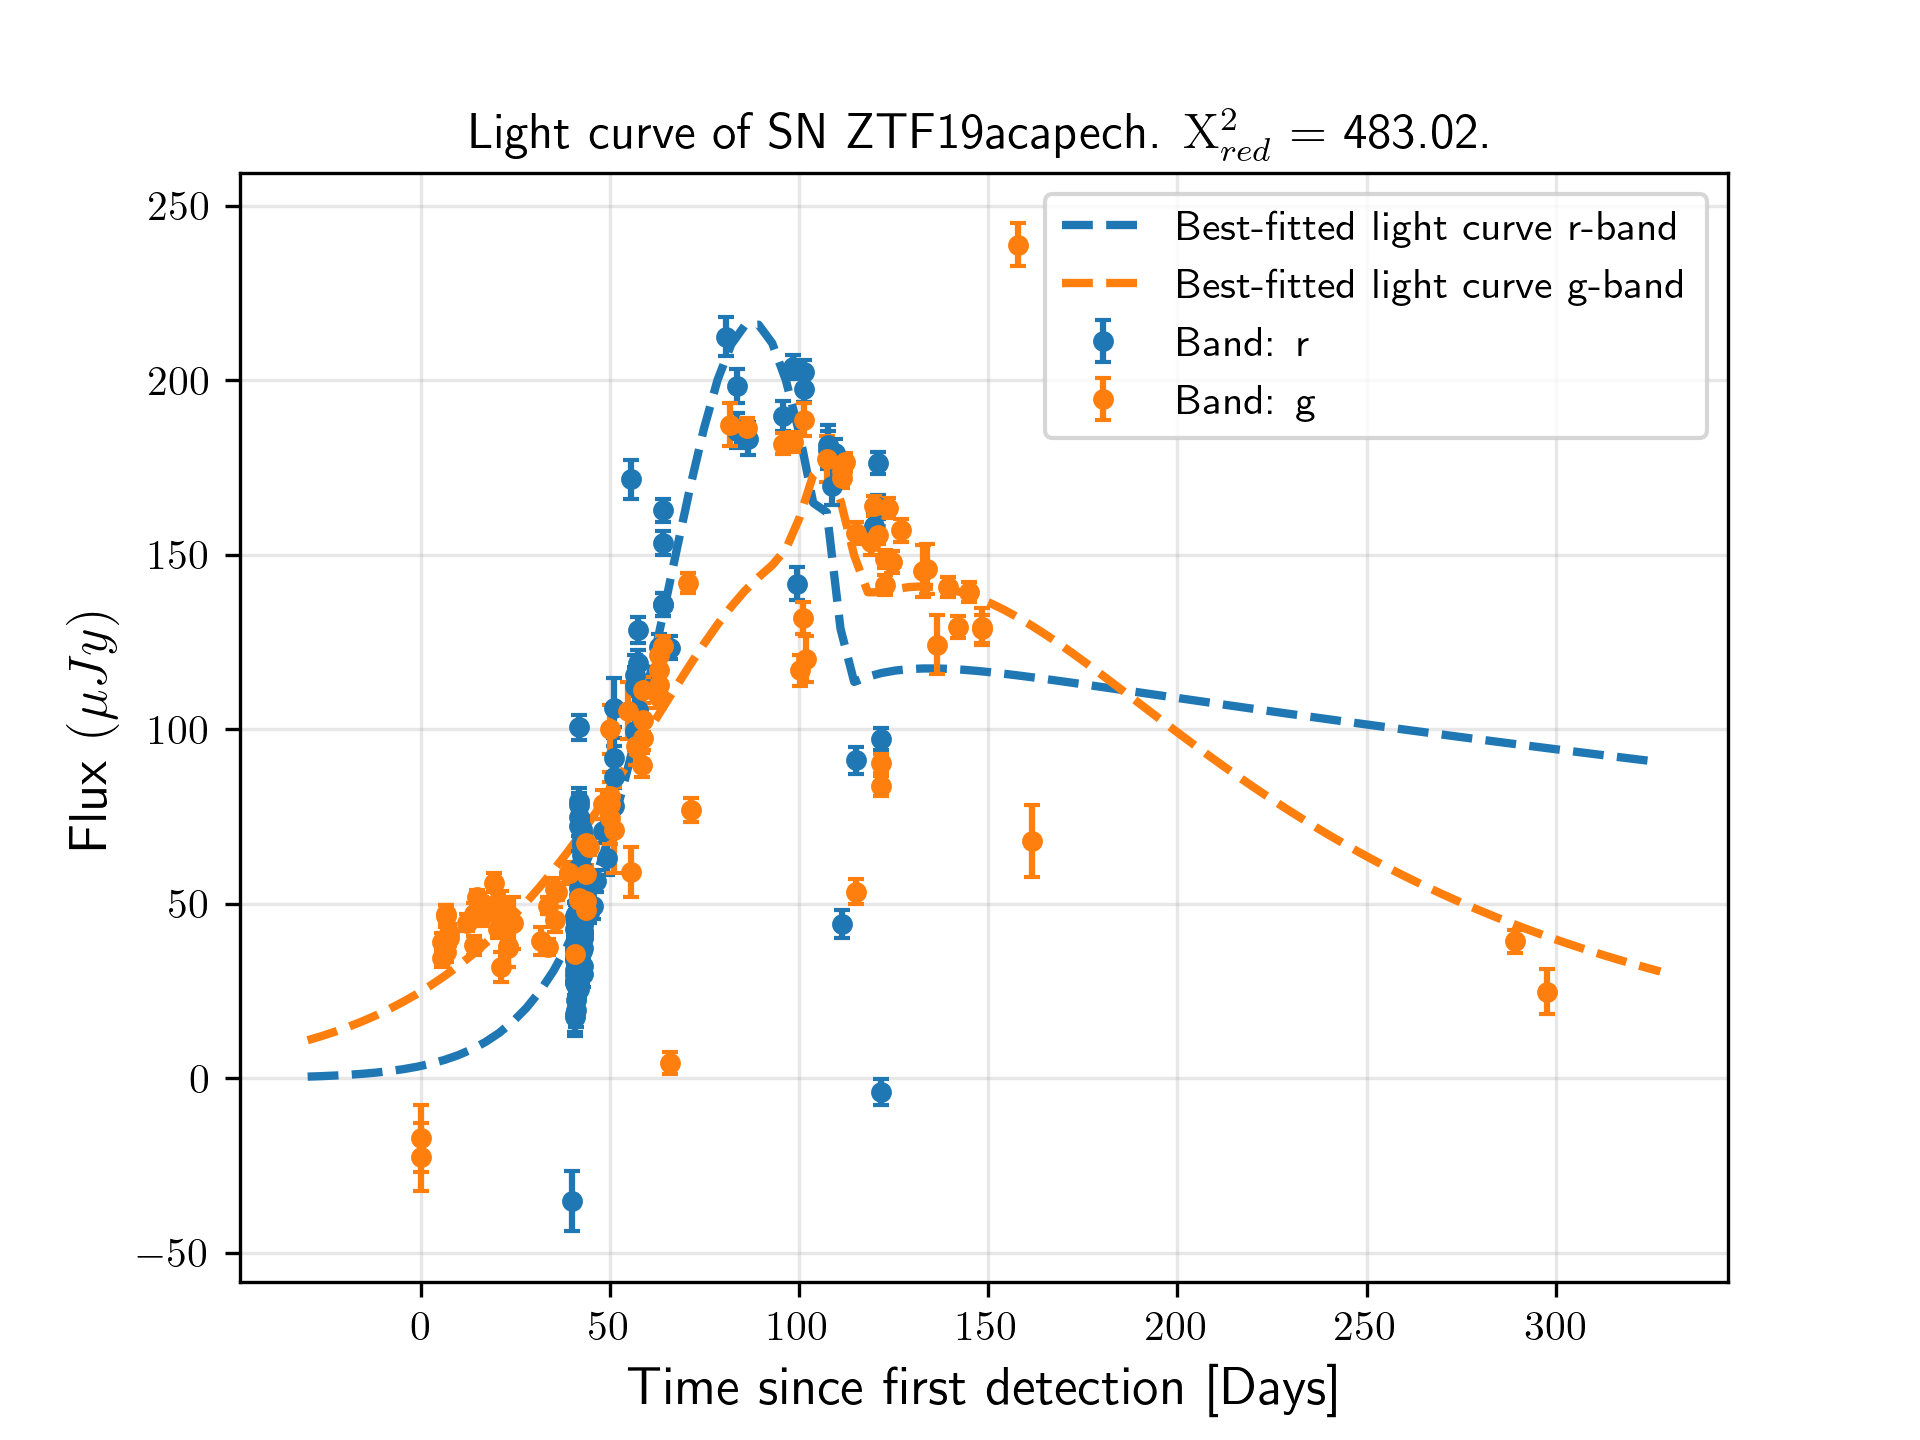 Light curve of SN ZTF19acapech. X²_red = 483.02.
250
200
150
100
50
0
−50
Flux (μJy)
Best-fitted light curve r-band
Best-fitted light curve g-band
Band: r
Band: g
0 50 100 150 200 250 300
Time since first detection [Days]